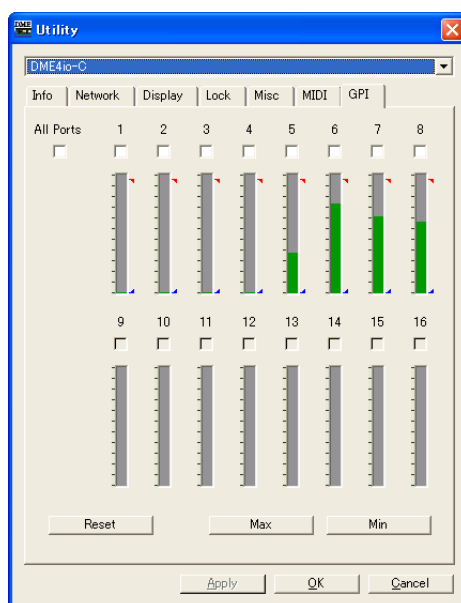 DME Utility
DME4io-C
Info Network Display Lock Misc MIDI GPI
All Ports 1 2 3 4 5 6 7 8
9 10 11 12 13 14 15 16
Reset Max Min
Apply OK Cancel